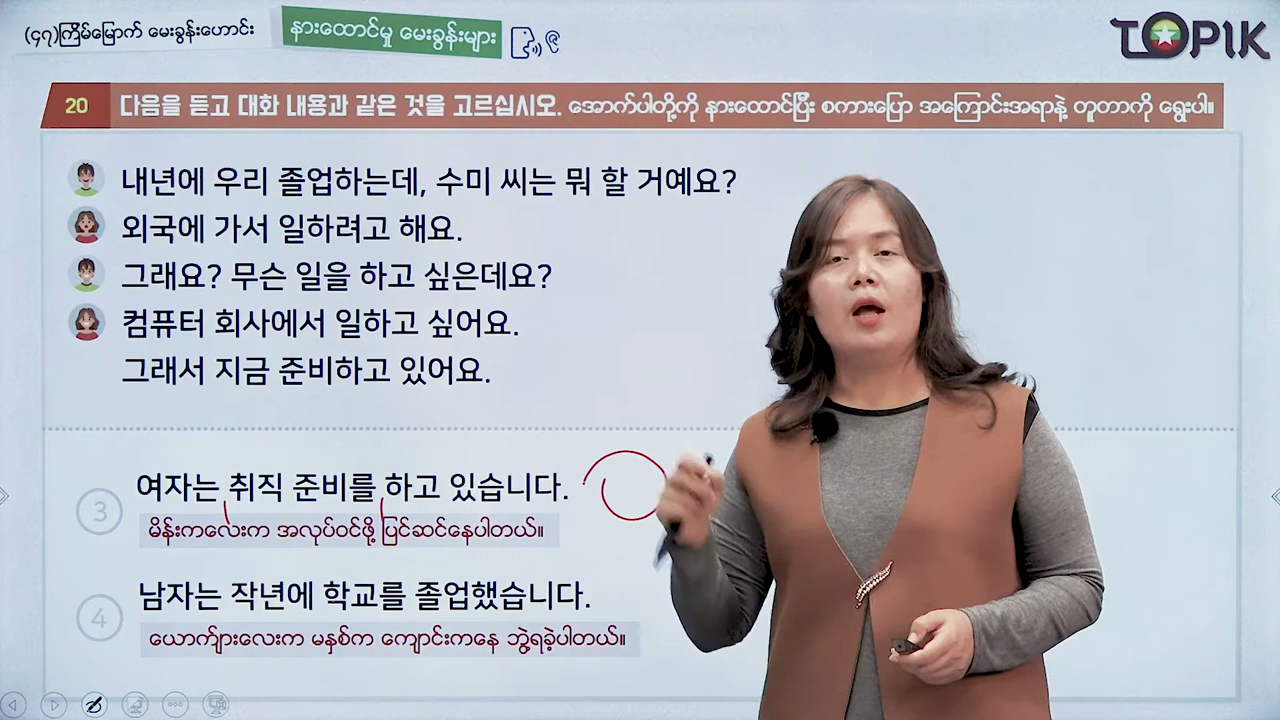 (၄၇)ကြိမ်မြောက် မေးခွန်းဟောင်း
နားထောင်မှု မေးခွန်းများ
TOPIK
20 다음을 듣고 대화 내용과 같은 것을 고르십시오. အောက်ပါတို့ကို နားထောင်ပြီး စကားပြော အကြောင်းအရာနဲ့ တူတာကို ရွေးပါ။
내년에 우리 졸업하는데, 수미 씨는 뭐 할 거예요?
외국에 가서 일하려고 해요.
그래요? 무슨 일을 하고 싶은데요?
컴퓨터 회사에서 일하고 싶어요.
그래서 지금 준비하고 있어요.
3 여자는 취직 준비를 하고 있습니다.
မိန်းကလေးက အလုပ်ဝင်ဖို့ ပြင်ဆင်နေပါတယ်။
4 남자는 작년에 학교를 졸업했습니다.
ယောက်ျားလေးက မနှစ်က ကျောင်းကနေ ဘွဲ့ရခဲ့ပါတယ်။